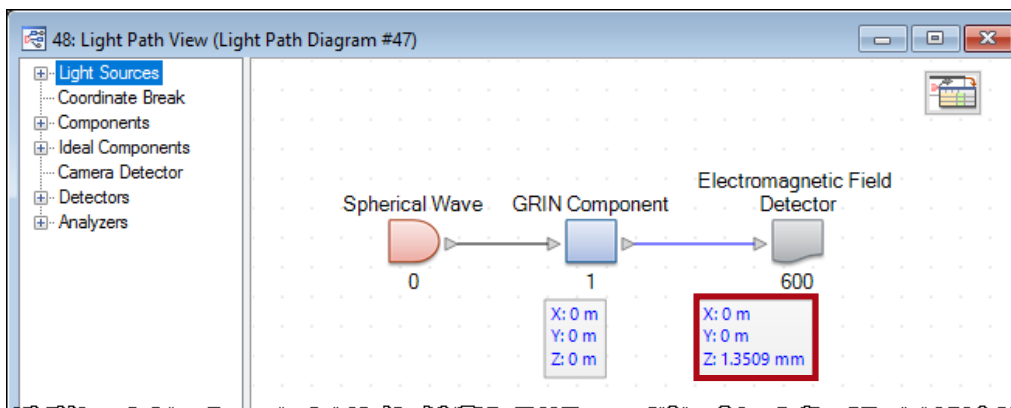 48: Light Path View (Light Path Diagram #47)
Light Sources
Coordinate Break
Components
Ideal Components
Camera Detector
Detectors
Analyzers
Spherical Wave
GRIN Component
Electromagnetic Field
Detector
0
1
600
X: 0 m
Y: 0 m
Z: 0 m
X: 0 m
Y: 0 m
Z: 1.3509 mm